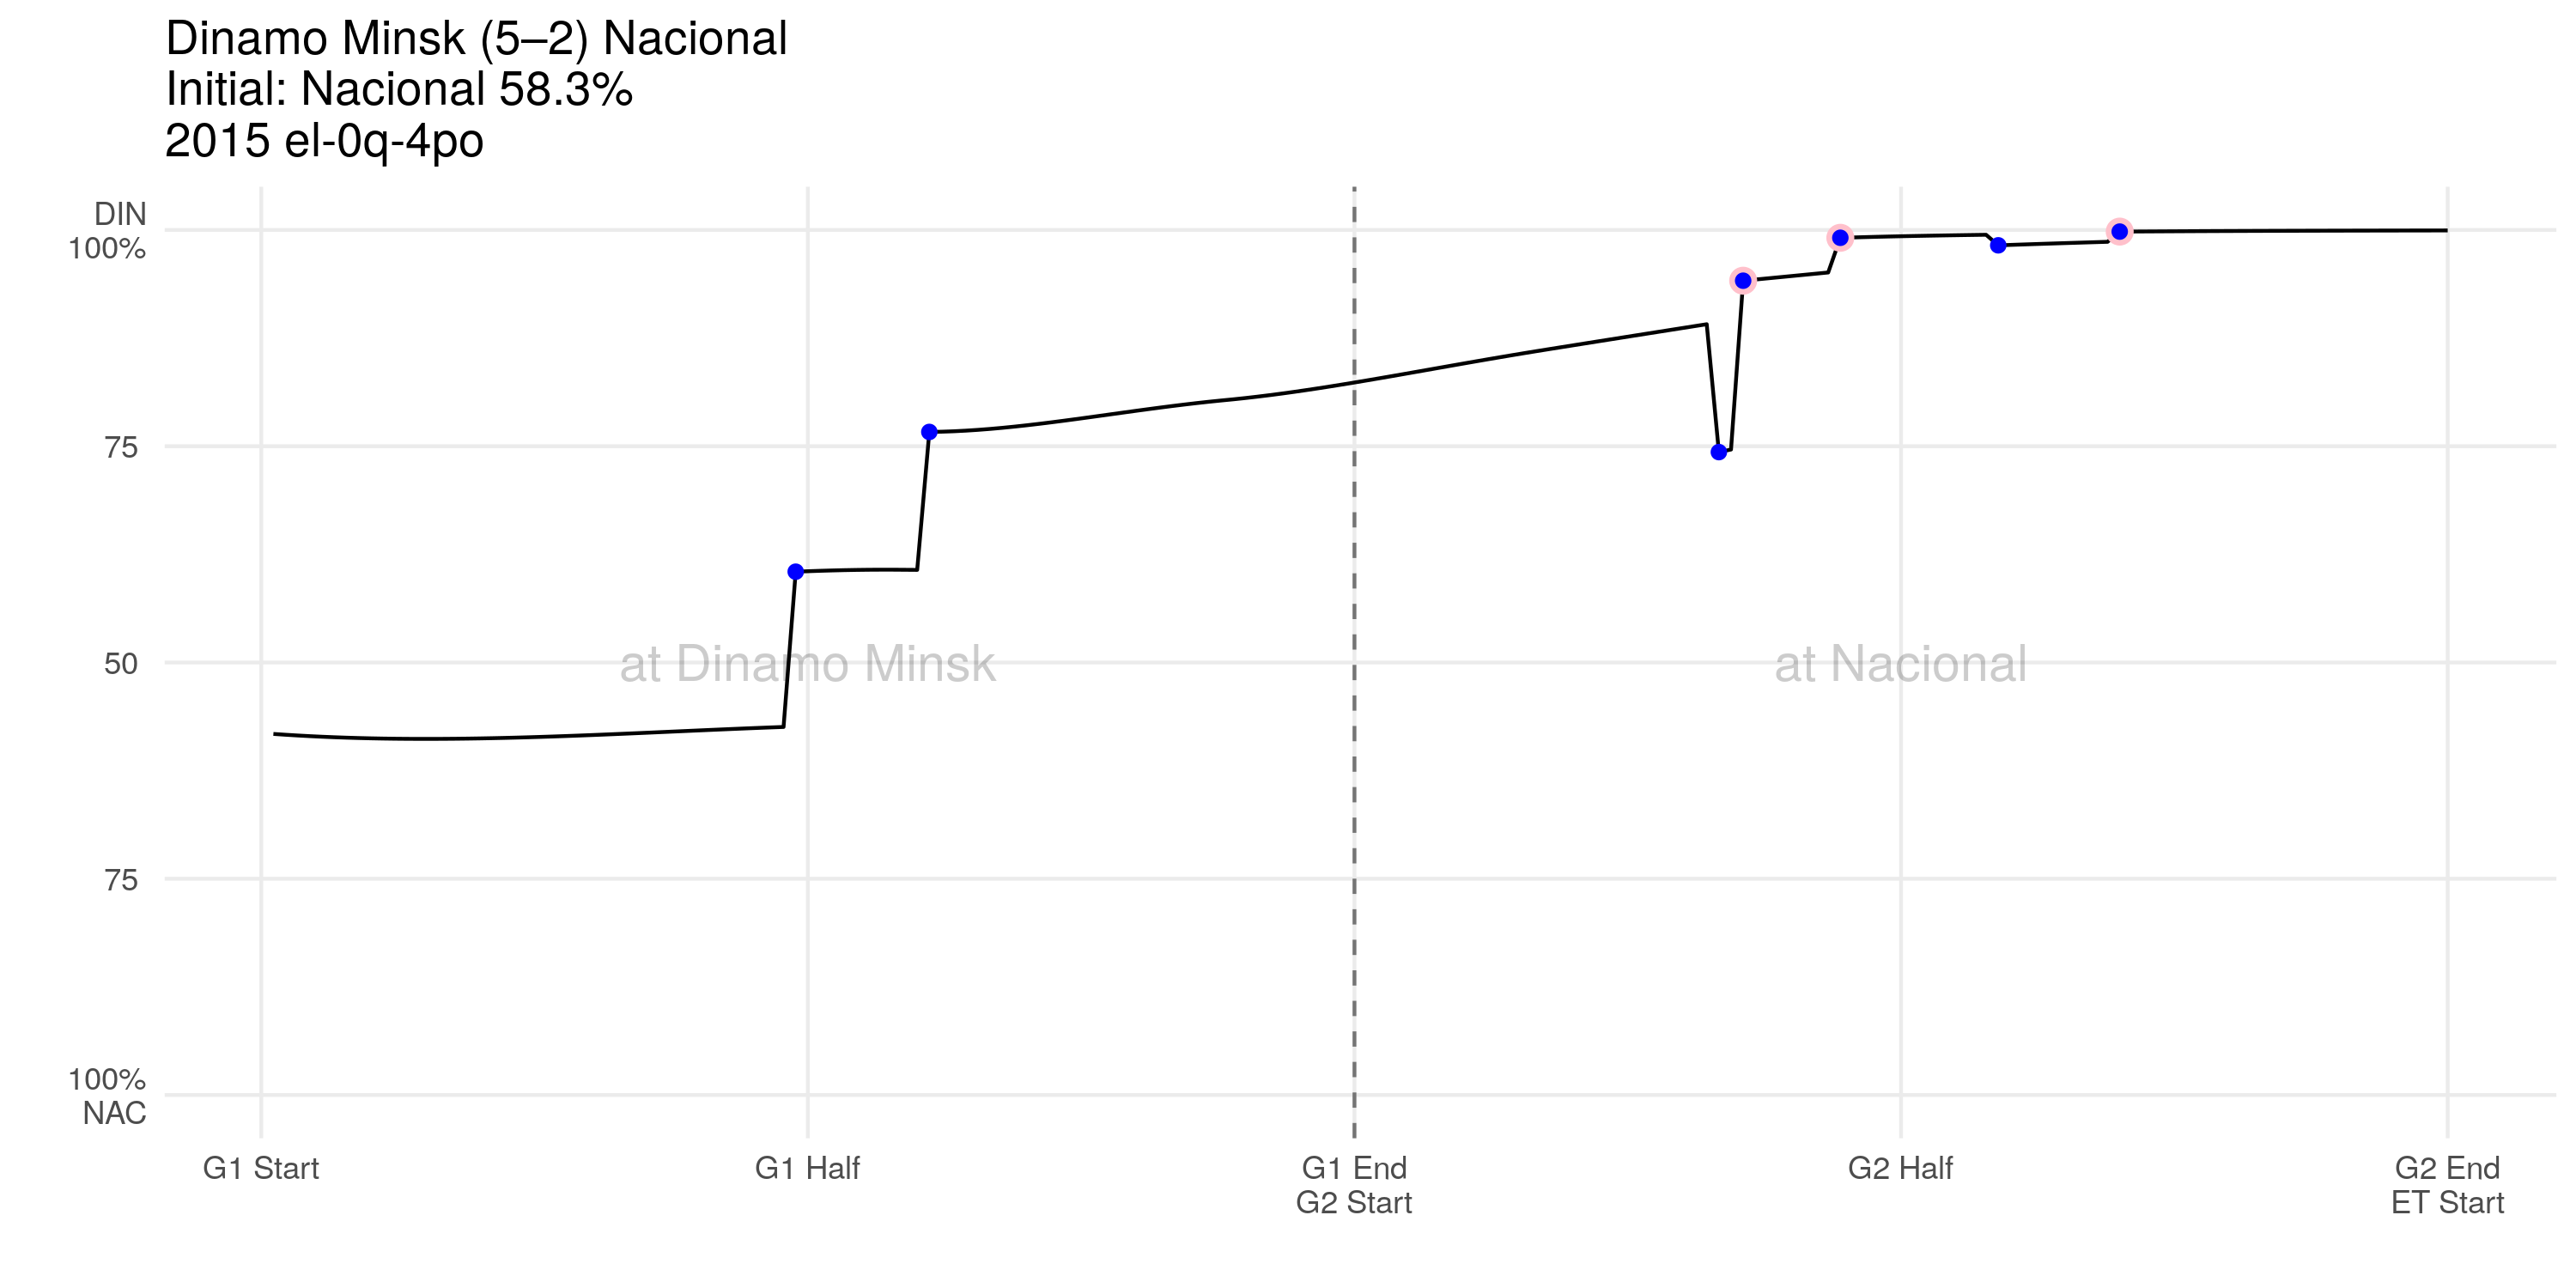 Dinamo Minsk (5–2) Nacional
Initial: Nacional 58.3%
2015 el-0q-4po
DIN
100%
75
50
75
100%
NAC
at Dinamo Minsk
at Nacional
G1 Start
G1 Half
G1 End
G2 Start
G2 Half
G2 End
ET Start